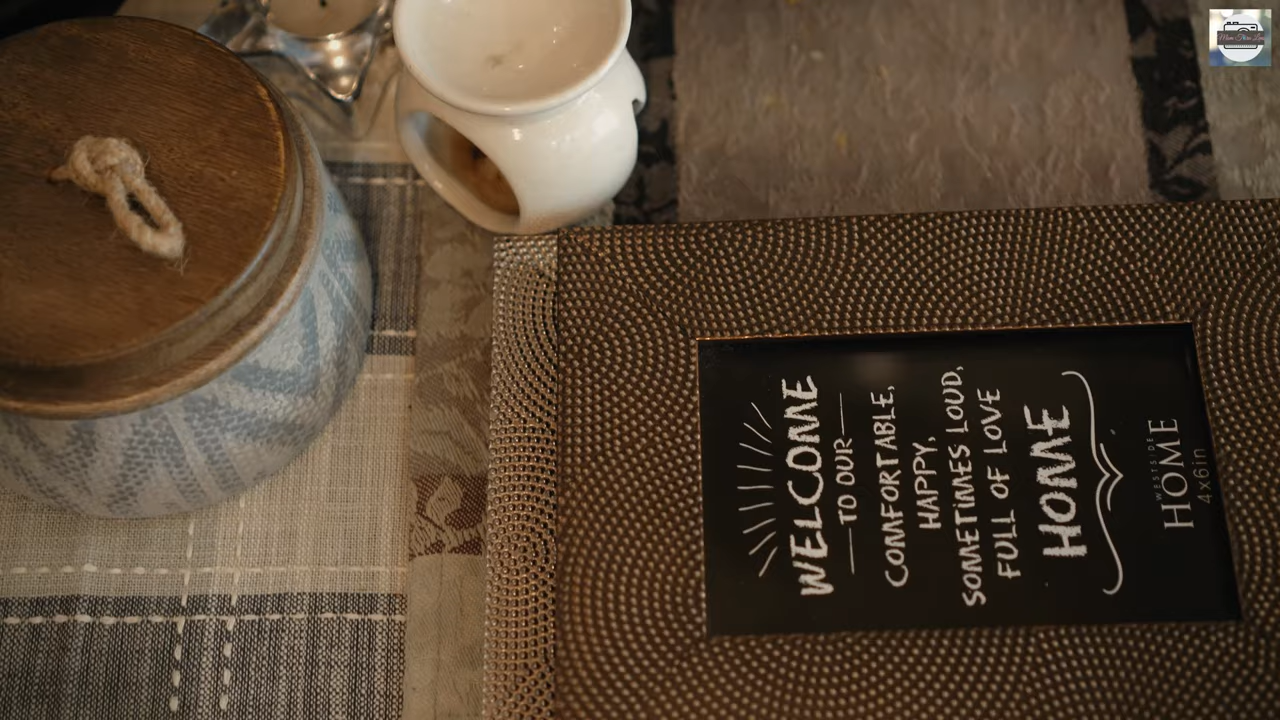 WELCOME
TO OUR
COMFORTABLE,
HAPPY,
SOMETIMES LOUD,
FULL OF LOVE
HOME
WESTSIDE
HOME
4x6in